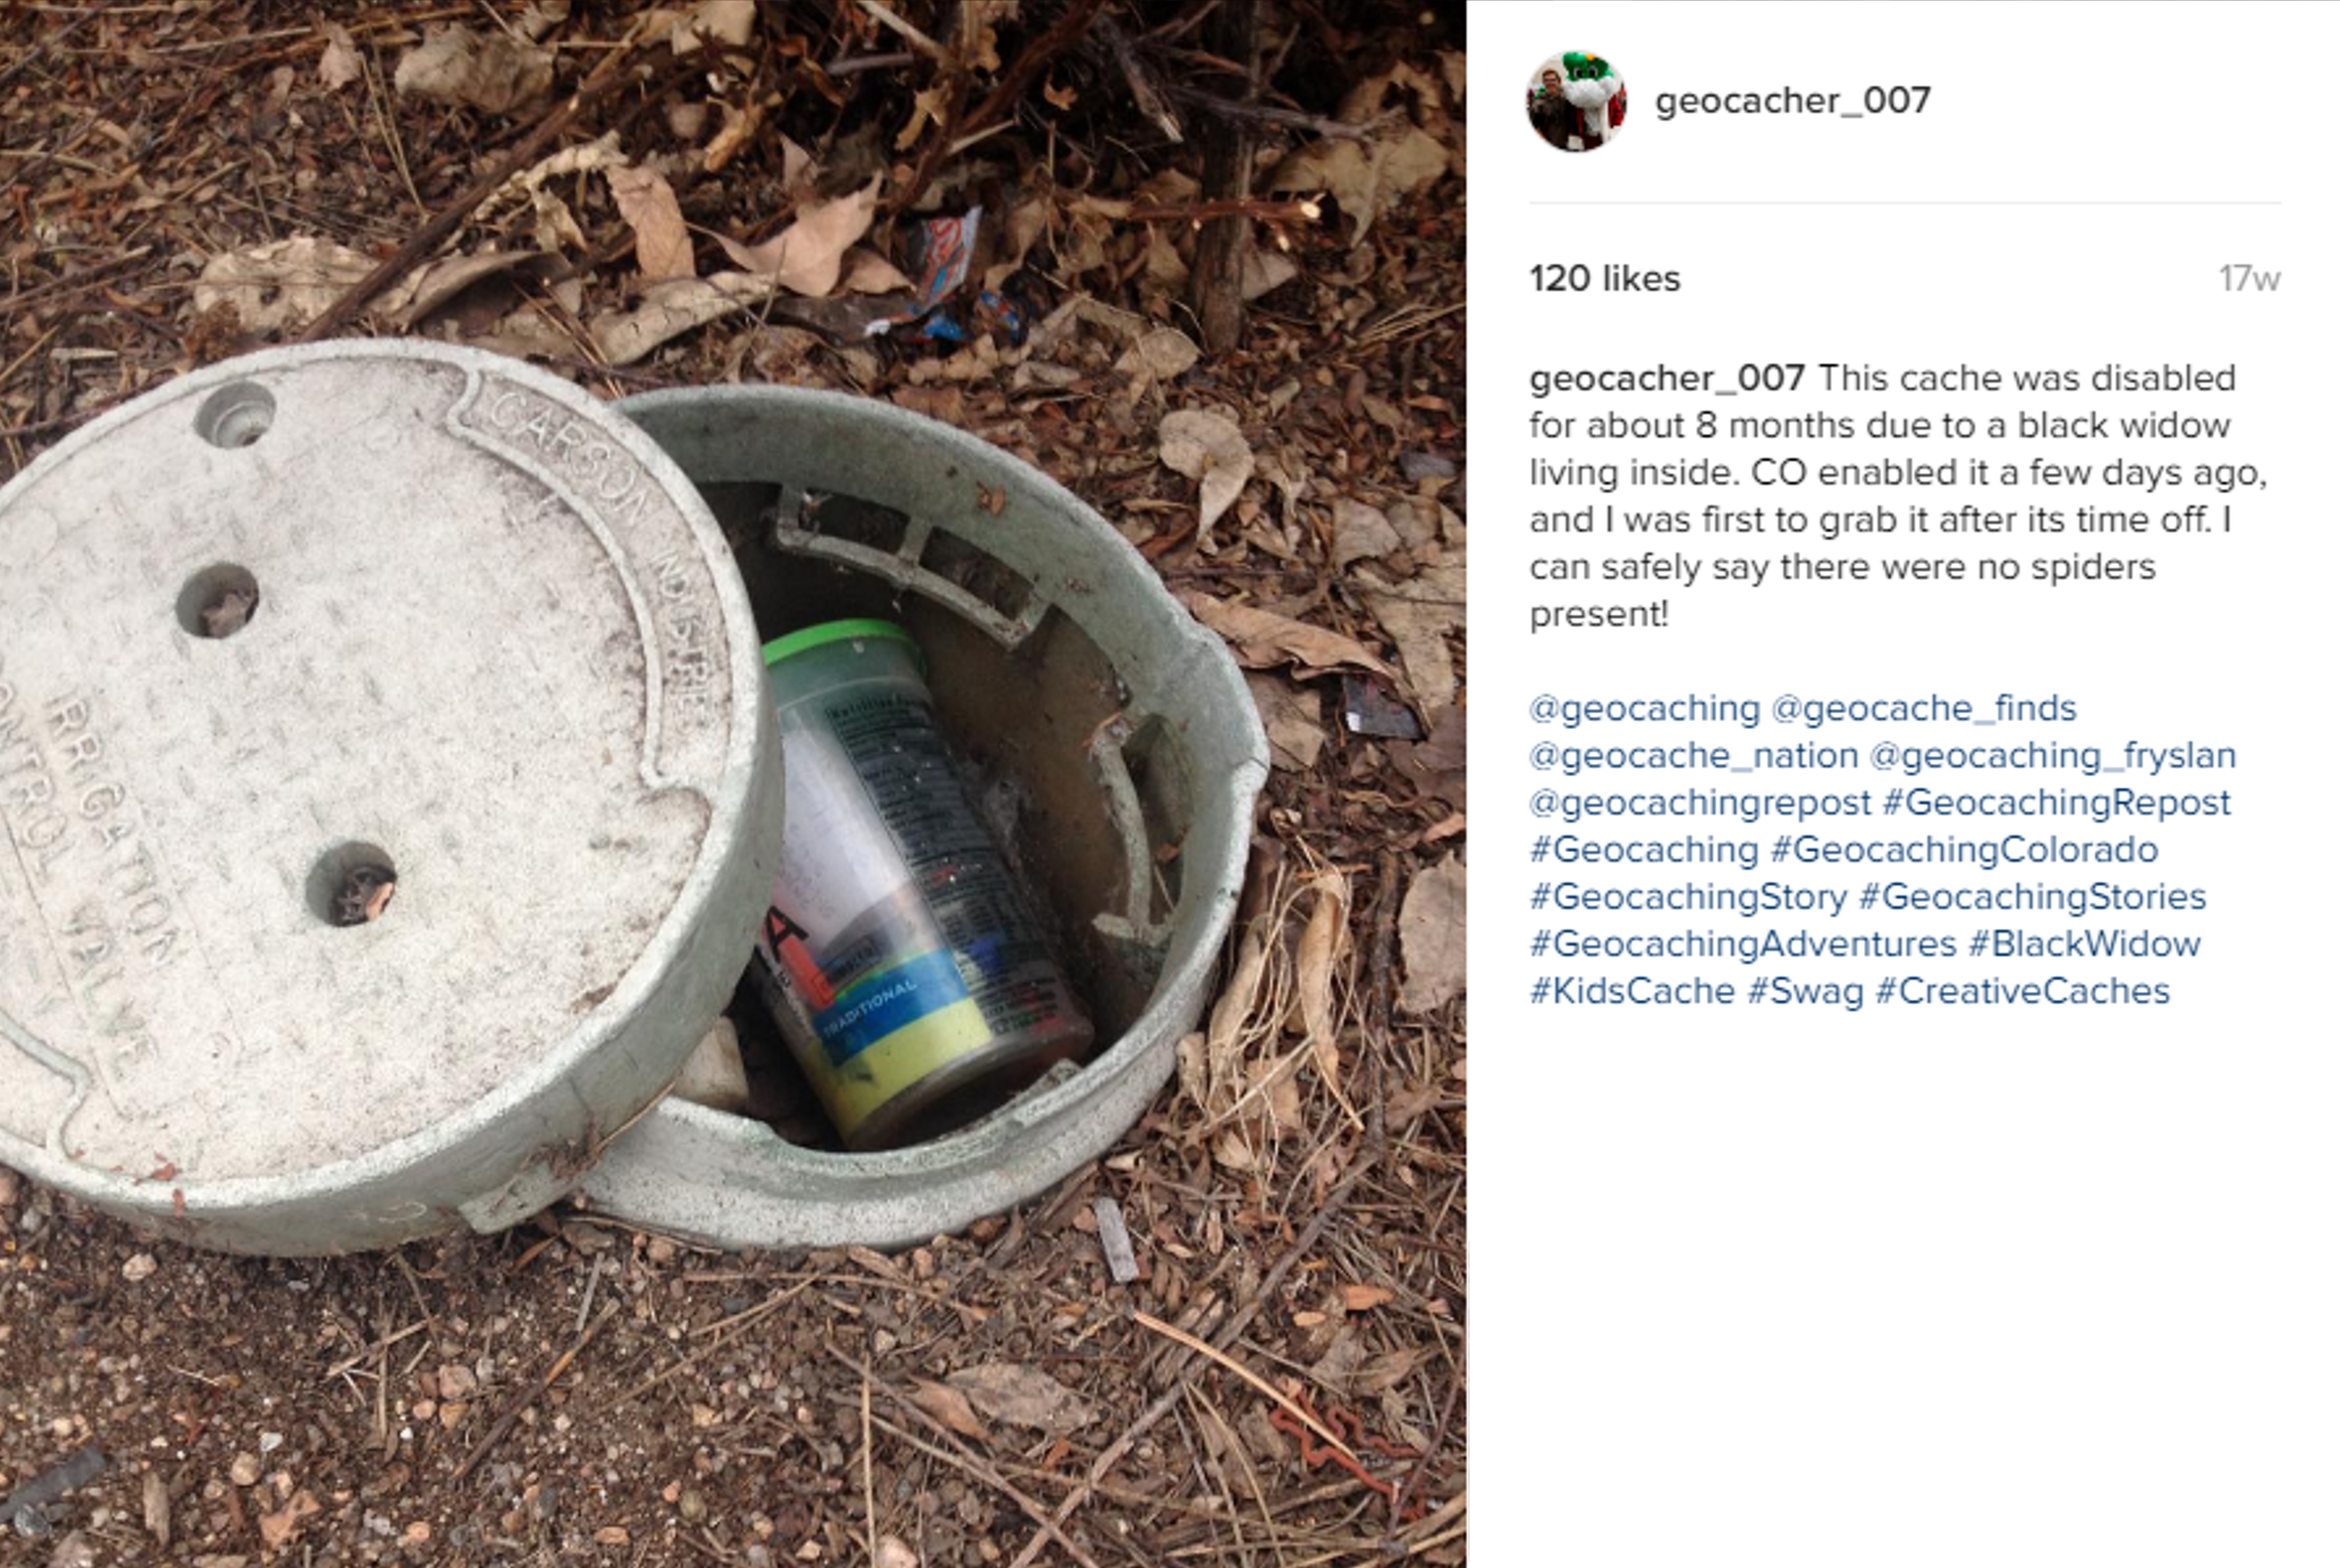 geocacher_007
120 likes 17w
geocacher_007 This cache was disabled
for about 8 months due to a black widow
living inside. CO enabled it a few days ago,
and I was first to grab it after its time off. I
can safely say there were no spiders
present!
@geocaching @geocache_finds
@geocache_nation @geocaching_fryslan
@geocachingrepost #GeocachingRepost
#Geocaching #GeocachingColorado
#GeocachingStory #GeocachingStories
#GeocachingAdventures #BlackWidow
#KidsCache #Swag #CreativeCaches
CARSON INDUSTRIES
IRRIGATION
CONTROL VALVE
TRADITIONAL